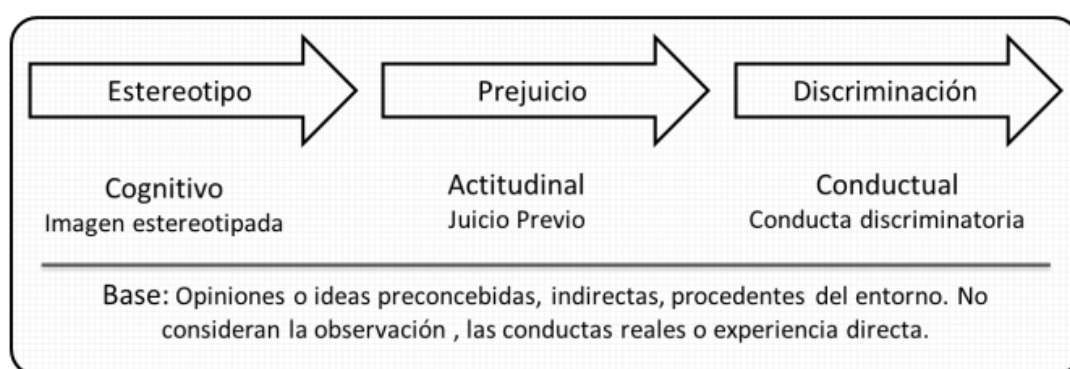 Estereotipo
Prejuicio
Discriminación
Cognitivo
Imagen estereotipada
Actitudinal
Juicio Previo
Conductual
Conducta discriminatoria
Base: Opiniones o ideas preconcebidas, indirectas, procedentes del entorno. No
consideran la observación , las conductas reales o experiencia directa.